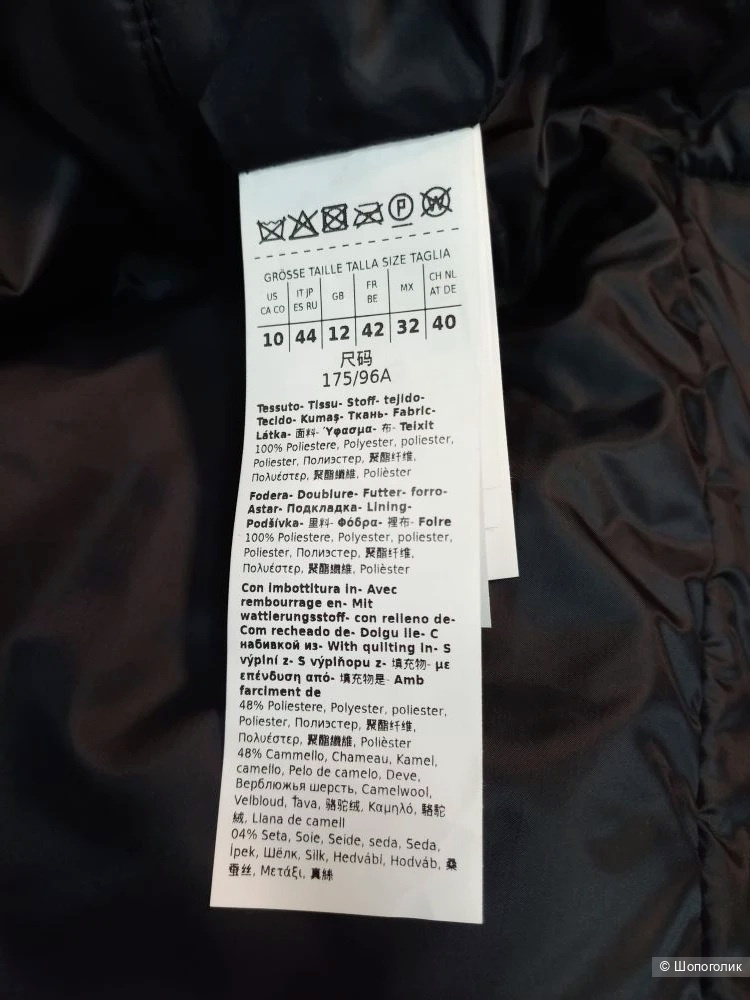 P
W
GRÖSSE TAILLE TALLA SIZE TAGLIA
US CA CO | IT JP ES RU | GB | FR BE | MX | CH NL AT DE
10 | 44 | 12 | 42 | 32 | 40
尺码
175/96A
Tessuto- Tissu- Stoff- tejido-
Tecido- Kumaş- Ткань- Fabric-
Látka- 面料- Ύφασμα- 布- Teixit
100% Poliestere, Polyester, poliester,
Poliester, Полиэстер, 聚酯纤维,
Πολυέστερ, 聚酯纖維, Polièster
Fodera- Doublure- Futter- forro-
Astar- Подкладка- Lining-
Podšívka- 里料- Φόδρα- 裡布- Folre
100% Poliestere, Polyester, poliester,
Poliester, Полиэстер, 聚酯纤维,
Πολυέστερ, 聚酯纖維, Polièster
Con imbottitura in- Avec
rembourrage en- Mit
wattierungsstoff- con relleno de-
Com recheado de- Dolgu ile- С
набивкой из- With quilting in- S
výplní z- S výplňopu z- 填充物- με
επένδυση από- 填充物是- Amb
farciment de
48% Poliestere, Polyester, poliester,
Poliester, Полиэстер, 聚酯纤维,
Πολυέστερ, 聚酯纖維, Polièster
48% Cammello, Chameau, Kamel,
camello, Pelo de camelo, Deve,
Верблюжья шерсть, Camelwool,
Velbloud, Ťava, 骆驼绒, Καμηλό, 駱駝
絨, Llana de camell
04% Seta, Soie, Seide, seda, Seda,
İpek, Шёлк, Silk, Hedvábí, Hodváb, 桑
蚕丝, Μετάξι, 真絲
© Шопоголик